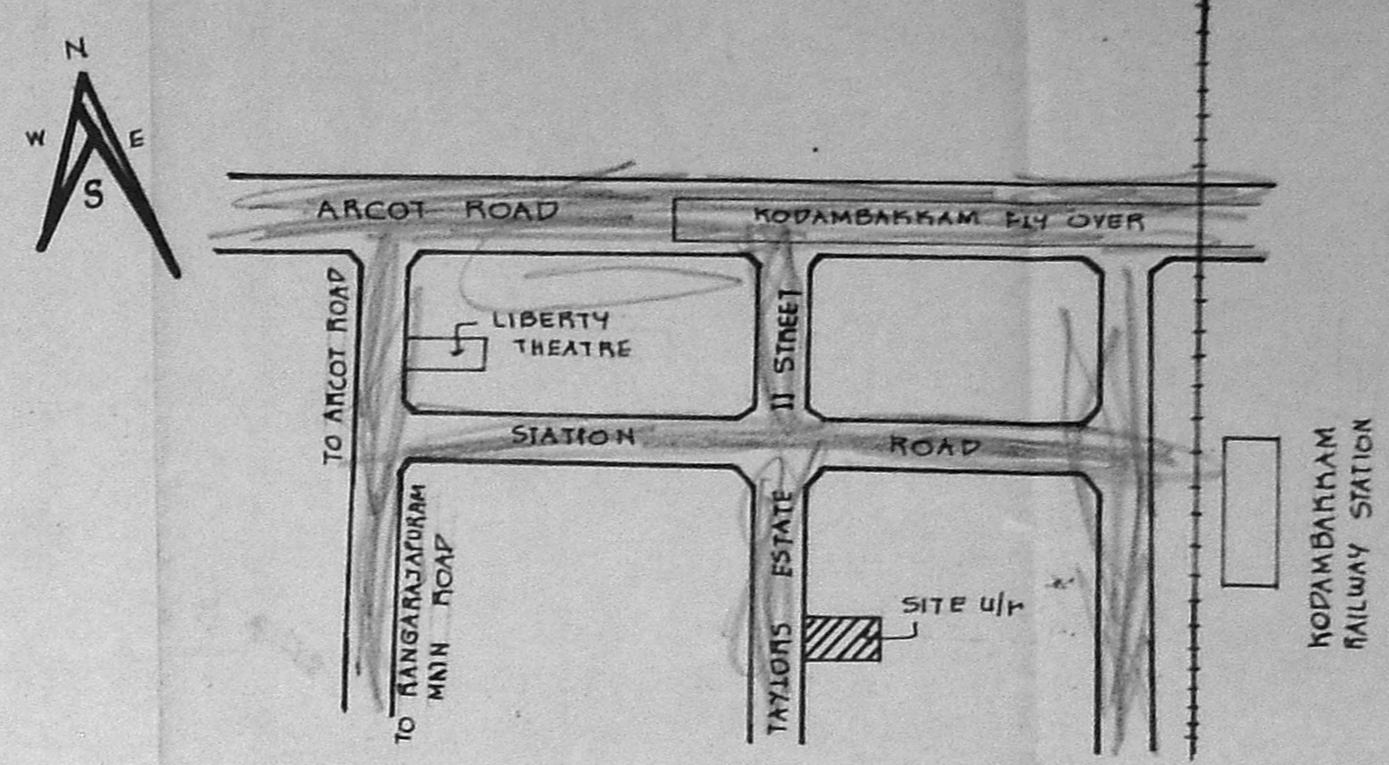 N
W E
S
ARCOT ROAD
KODAMBAKKAM FLY OVER
TO ARCOT ROAD
LIBERTY
THEATRE
II STREET
STATION ROAD
TO RANGARAJAPURAM
MAIN ROAD
TAYLORS ESTATE
SITE U/r
KODAMBAKKAM
RAILWAY STATION